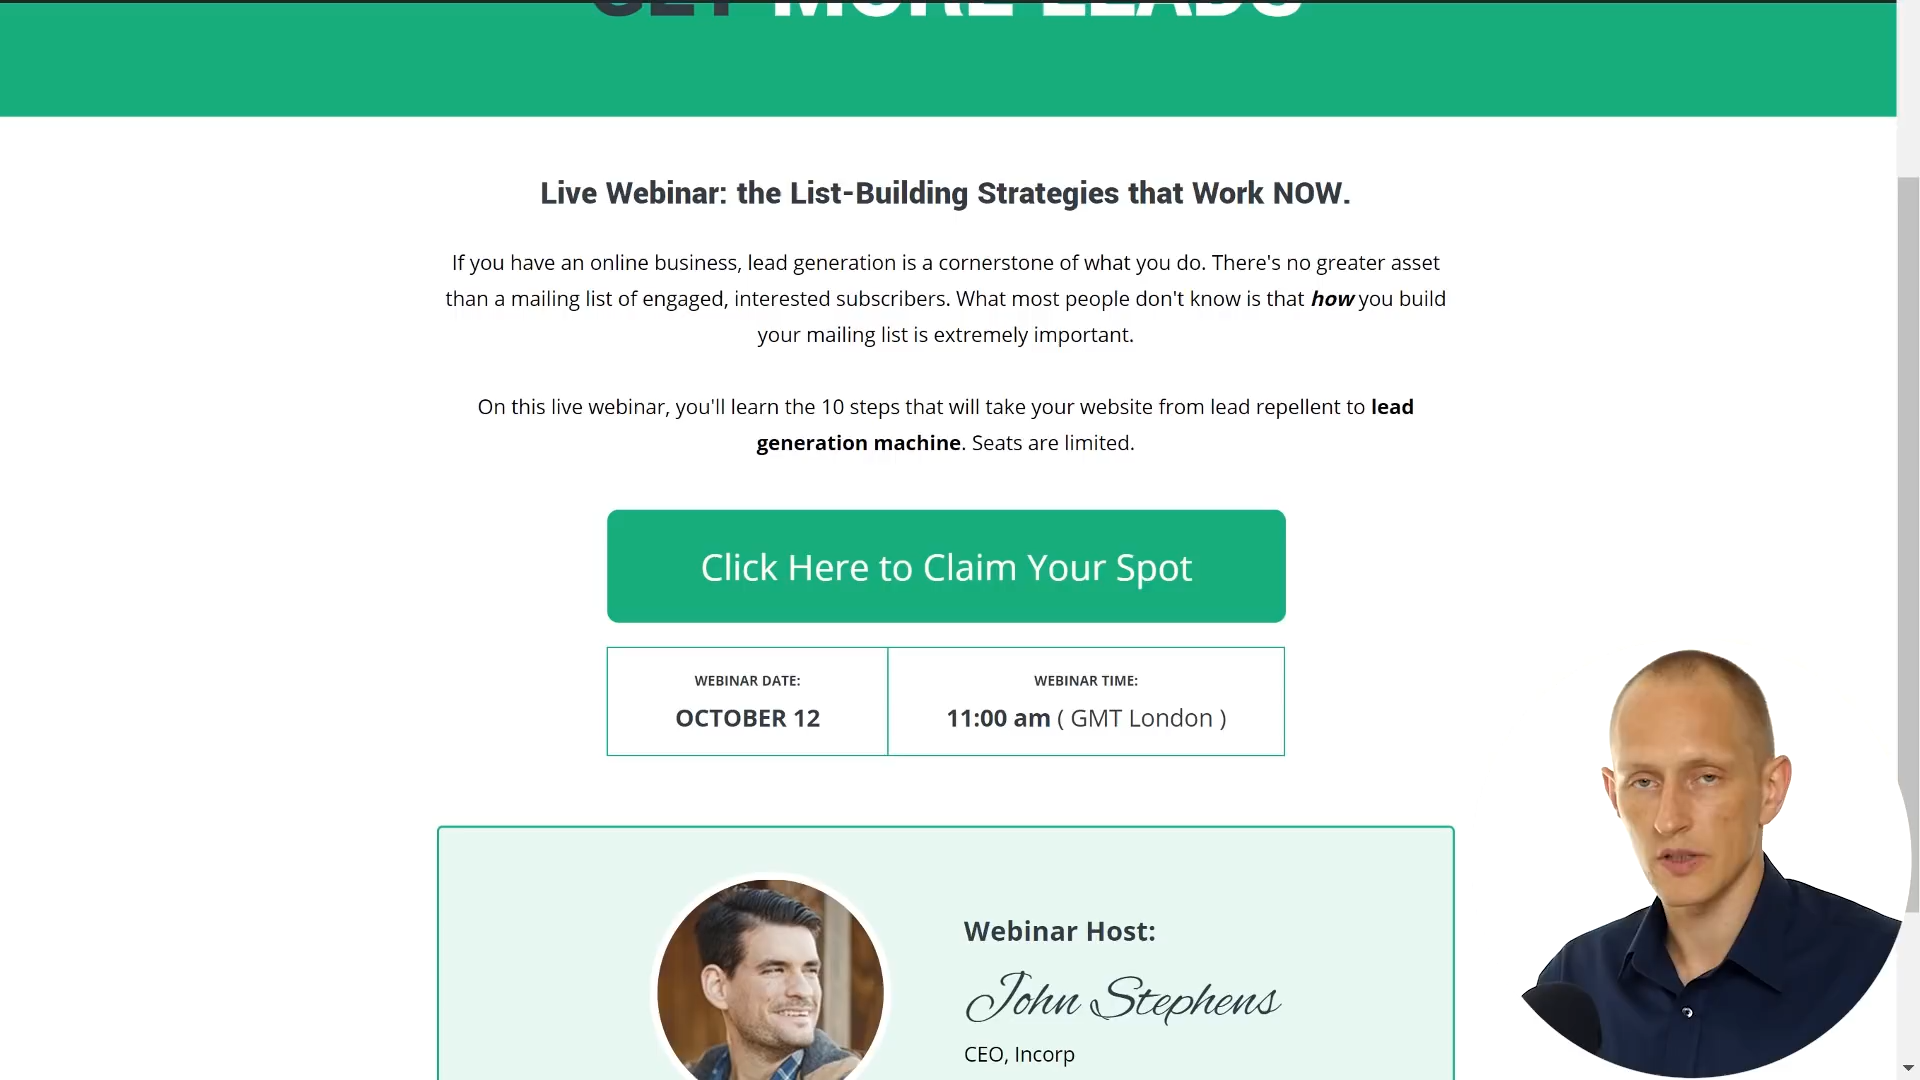 GET MORE LEADS
Live Webinar: the List-Building Strategies that Work NOW.
If you have an online business, lead generation is a cornerstone of what you do. There's no greater asset
than a mailing list of engaged, interested subscribers. What most people don't know is that how you build
your mailing list is extremely important.
On this live webinar, you'll learn the 10 steps that will take your website from lead repellent to lead
generation machine. Seats are limited.
Click Here to Claim Your Spot
WEBINAR DATE:
OCTOBER 12
WEBINAR TIME:
11:00 am ( GMT London )
Webinar Host:
John Stephens
CEO, Incorp